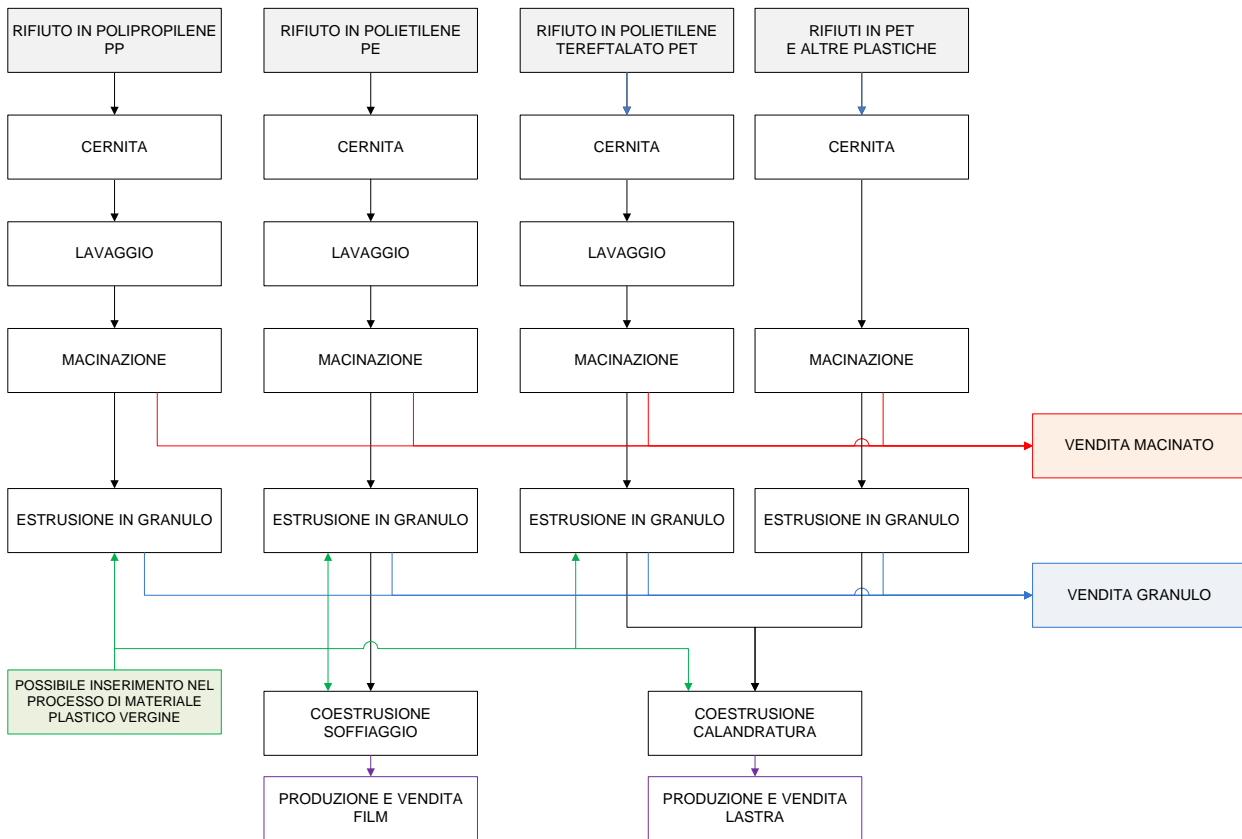 RIFIUTO IN POLIPROPILENE
PP
RIFIUTO IN POLIETILENE
PE
RIFIUTO IN POLIETILENE
TEREFTALATO PET
RIFIUTI IN PET
E ALTRE PLASTICHE
CERNITA
CERNITA
CERNITA
CERNITA
LAVAGGIO
LAVAGGIO
LAVAGGIO
MACINAZIONE
MACINAZIONE
MACINAZIONE
MACINAZIONE
VENDITA MACINATO
ESTRUSIONE IN GRANULO
ESTRUSIONE IN GRANULO
ESTRUSIONE IN GRANULO
ESTRUSIONE IN GRANULO
VENDITA GRANULO
POSSIBILE INSERIMENTO NEL
PROCESSO DI MATERIALE
PLASTICO VERGINE
COESTRUSIONE
SOFFIAGGIO
COESTRUSIONE
CALANDRATURA
PRODUZIONE E VENDITA
FILM
PRODUZIONE E VENDITA
LASTRA